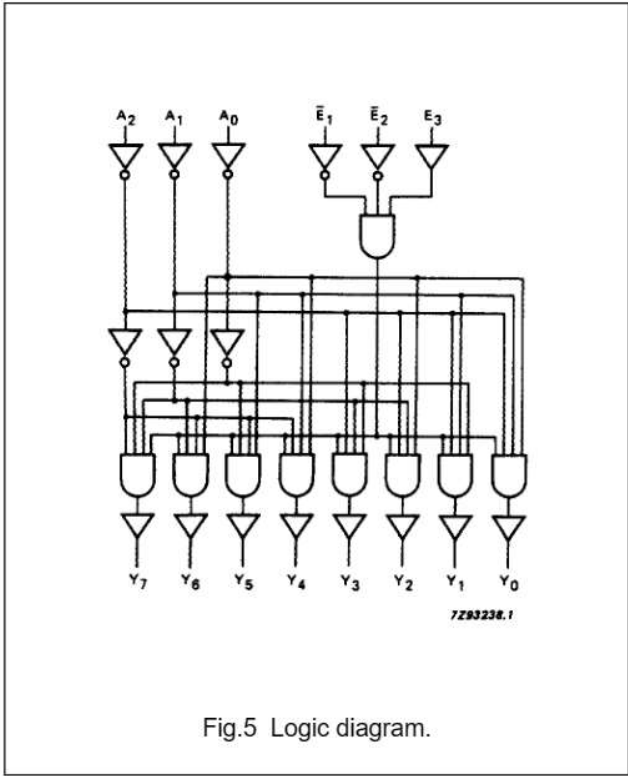 A2 A1 A0 Ē1 Ē2 E3
Y7 Y6 Y5 Y4 Y3 Y2 Y1 Y0
7Z93238.1
Fig.5 Logic diagram.